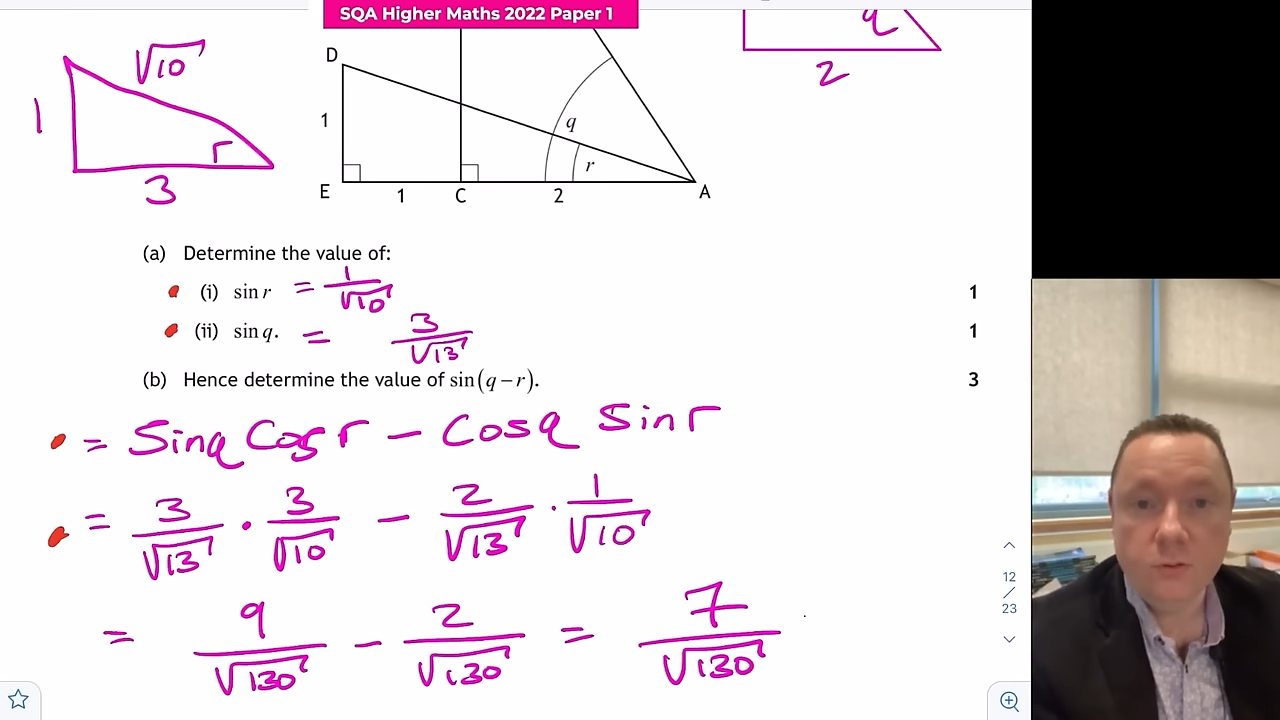 SQA Higher Maths 2022 Paper 1
√10
1
3
r
q
2
D
1
q
r
E 1 C 2 A
(a) Determine the value of:
(i) sin r = 1/√10 1
(ii) sin q. = 3/√13 1
(b) Hence determine the value of sin(q − r). 3
= Sinq Cos r − Cosq Sin r
= 3/√13 · 3/√10 − 2/√13 · 1/√10
= 9/√130 − 2/√130 = 7/√130
12
/
23